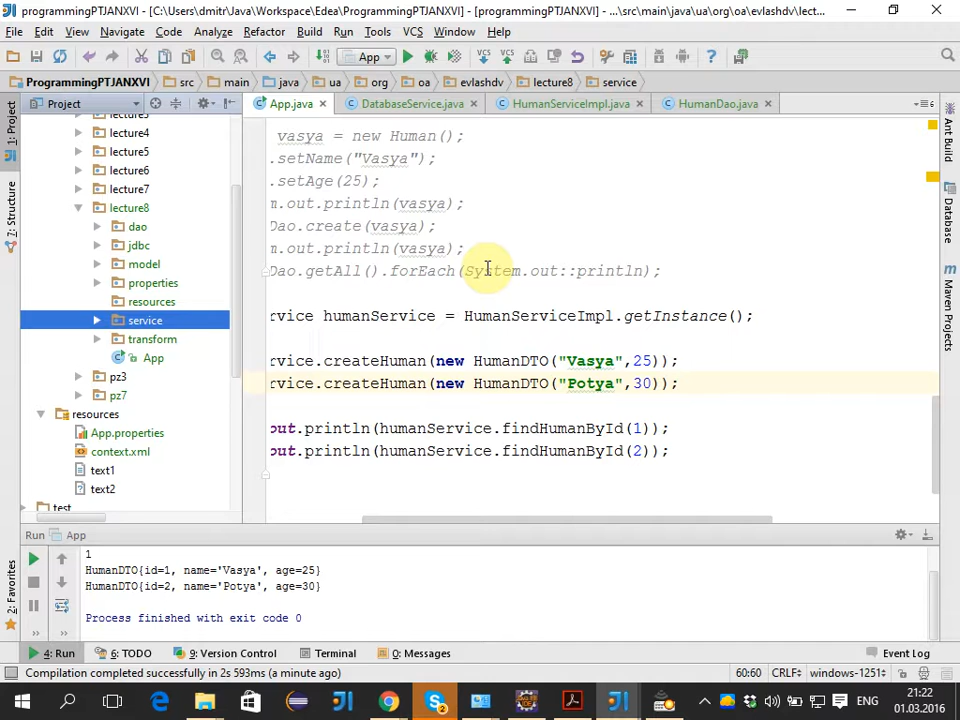 programmingPTJANXVI - [C:\Users\dmitr\Java\Workspace\Edea\ProgrammingPTJANXVI] - [programmingPTJANXVI] - ...\src\main\java\ua\org\oa\evlashdv\lect...
File Edit View Navigate Code Analyze Refactor Build Run Tools VCS Window Help
App
VCS VCS
ProgrammingPTJANXVI src main java ua org oa evlashdv lecture8 service
Project App.java DatabaseService.java HumanServiceImpl.java HumanDao.java 6
1: Project
7: Structure
2: Favorites
lecture3
lecture4
lecture5
lecture6
lecture7
lecture8
dao
jdbc
model
properties
resources
service
transform
App
pz3
pz7
resources
App.properties
context.xml
text1
text2
test
vasya = new Human();
.setName("Vasya");
.setAge(25);
m.out.println(vasya);
Dao.create(vasya);
m.out.println(vasya);
Dao.getAll().forEach(System.out::println);
rvice humanService = HumanServiceImpl.getInstance();
rvice.createHuman(new HumanDTO("Vasya",25));
rvice.createHuman(new HumanDTO("Potya",30));
out.println(humanService.findHumanById(1));
out.println(humanService.findHumanById(2));
Ant Build
Database
Maven Projects
Run App
1
HumanDTO{id=1, name='Vasya', age=25}
HumanDTO{id=2, name='Potya', age=30}
Process finished with exit code 0
4: Run 6: TODO 9: Version Control Terminal 0: Messages Event Log
Compilation completed successfully in 2s 593ms (a minute ago) 60:60 CRLF÷ windows-1251÷
2 ENG 21:22
01.03.2016